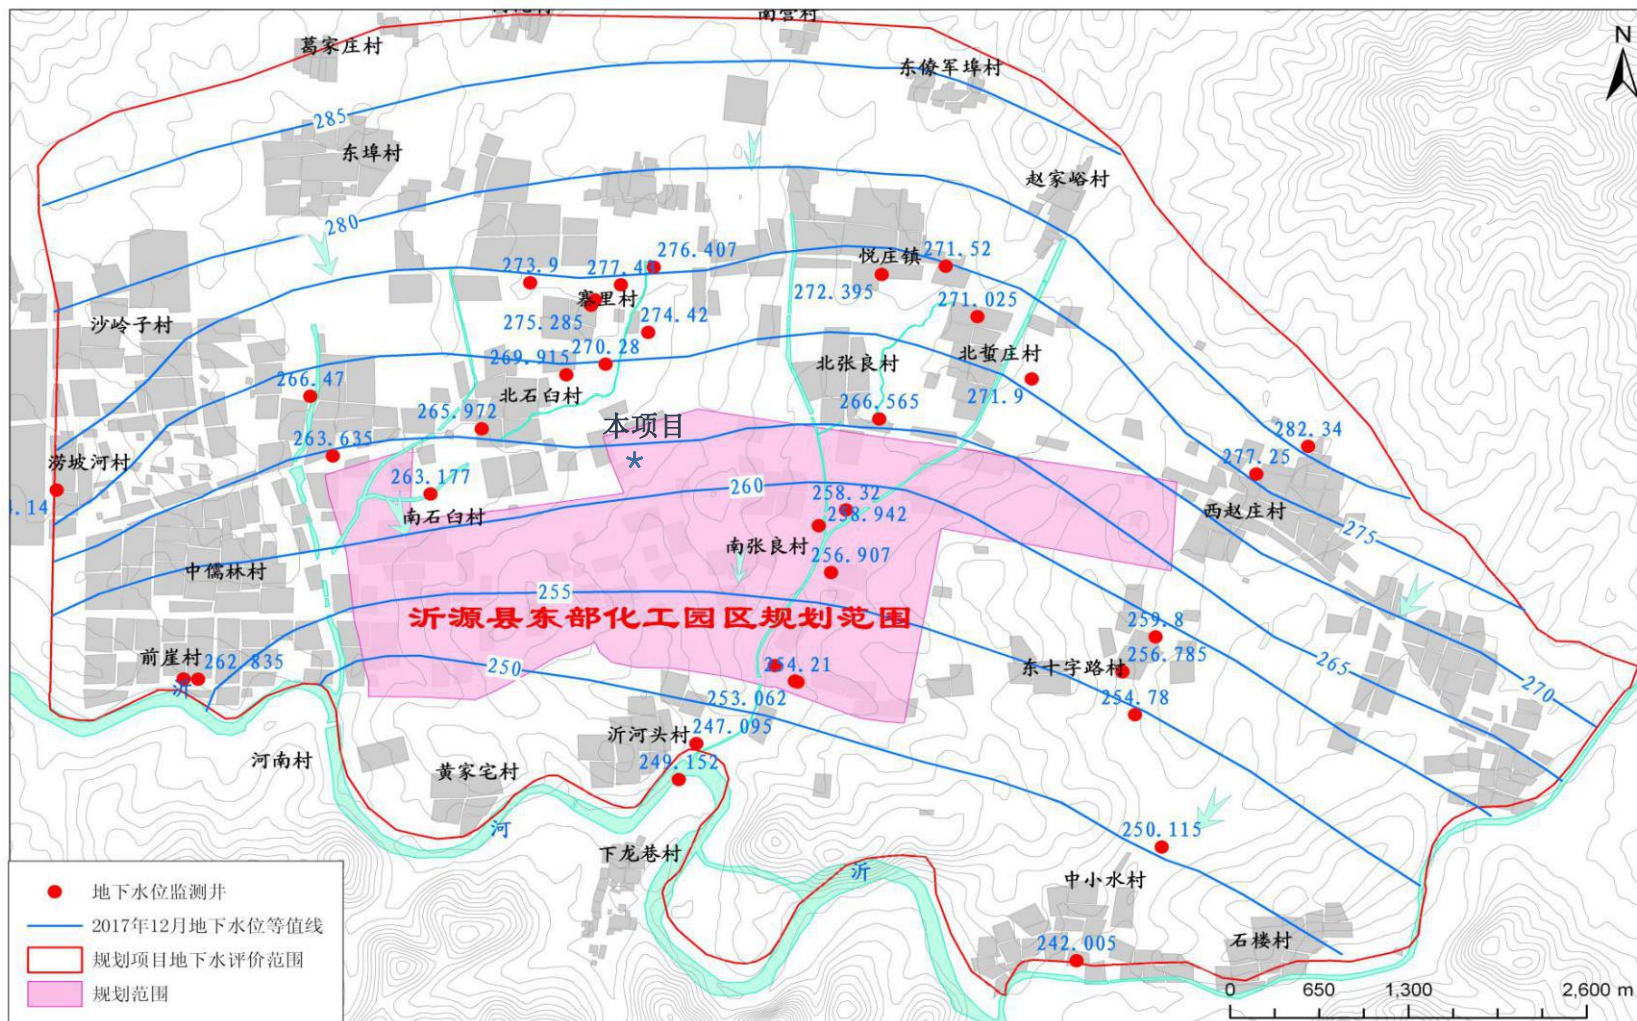 南营村
葛家庄村
N
东僚军埠村
285
东埠村
赵家峪村
280
276.407
悦庄镇
271.52
273.9
寨里村
272.395
271.025
沙岭子村
275.285
274.42
270.28
269.915
北张良村
北蜇庄村
266.47
北石臼村
271.9
265.972
266.565
本项目
282.34
263.635
涝坡河村
277.25
263.177
260
258.32
西赵庄村
南石臼村
258.942
275
南张良村
256.907
中儒林村
255
沂源县东部化工园区规划范围
259.8
前崖村
262.835
250
254.21
东十字路村
256.785
265
沂
270
253.062
254.78
247.095
沂河头村
河南村
黄家宅村
249.152
河
250.115
下龙巷村
沂
中小水村
地下水位监测井
2017年12月地下水位等值线
242.005
石楼村
规划项目地下水评价范围
规划范围
0 650 1,300 2,600 m